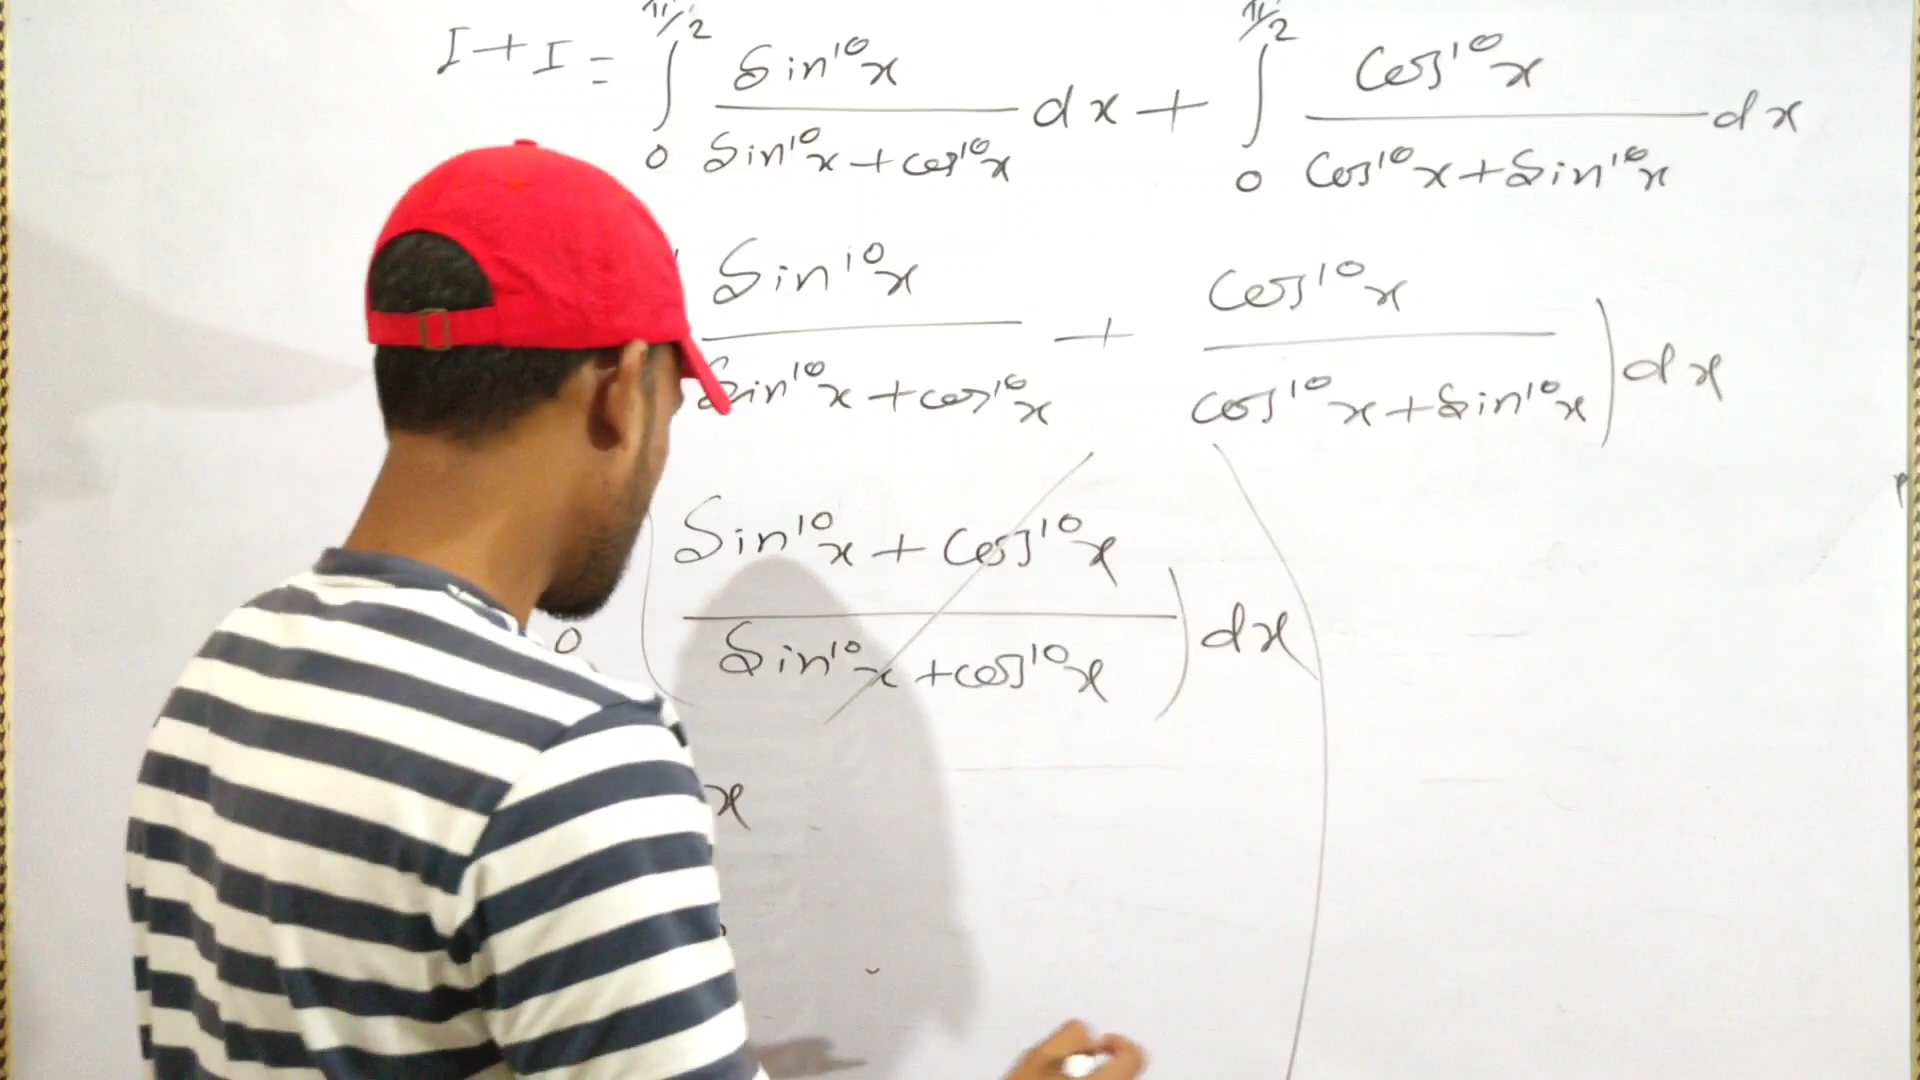 I + I = ∫₀^(π/2) Sin¹⁰x / (Sin¹⁰x + cos¹⁰x) dx + ∫₀^(π/2) Cos¹⁰x / (Cos¹⁰x + Sin¹⁰x) dx
Sin¹⁰x / (Sin¹⁰x + cos¹⁰x) + Cos¹⁰x / (cos¹⁰x + Sin¹⁰x) ) dx
0 ( (Sin¹⁰x + Cos¹⁰x) / (Sin¹⁰x + cos¹⁰x) ) dx
x